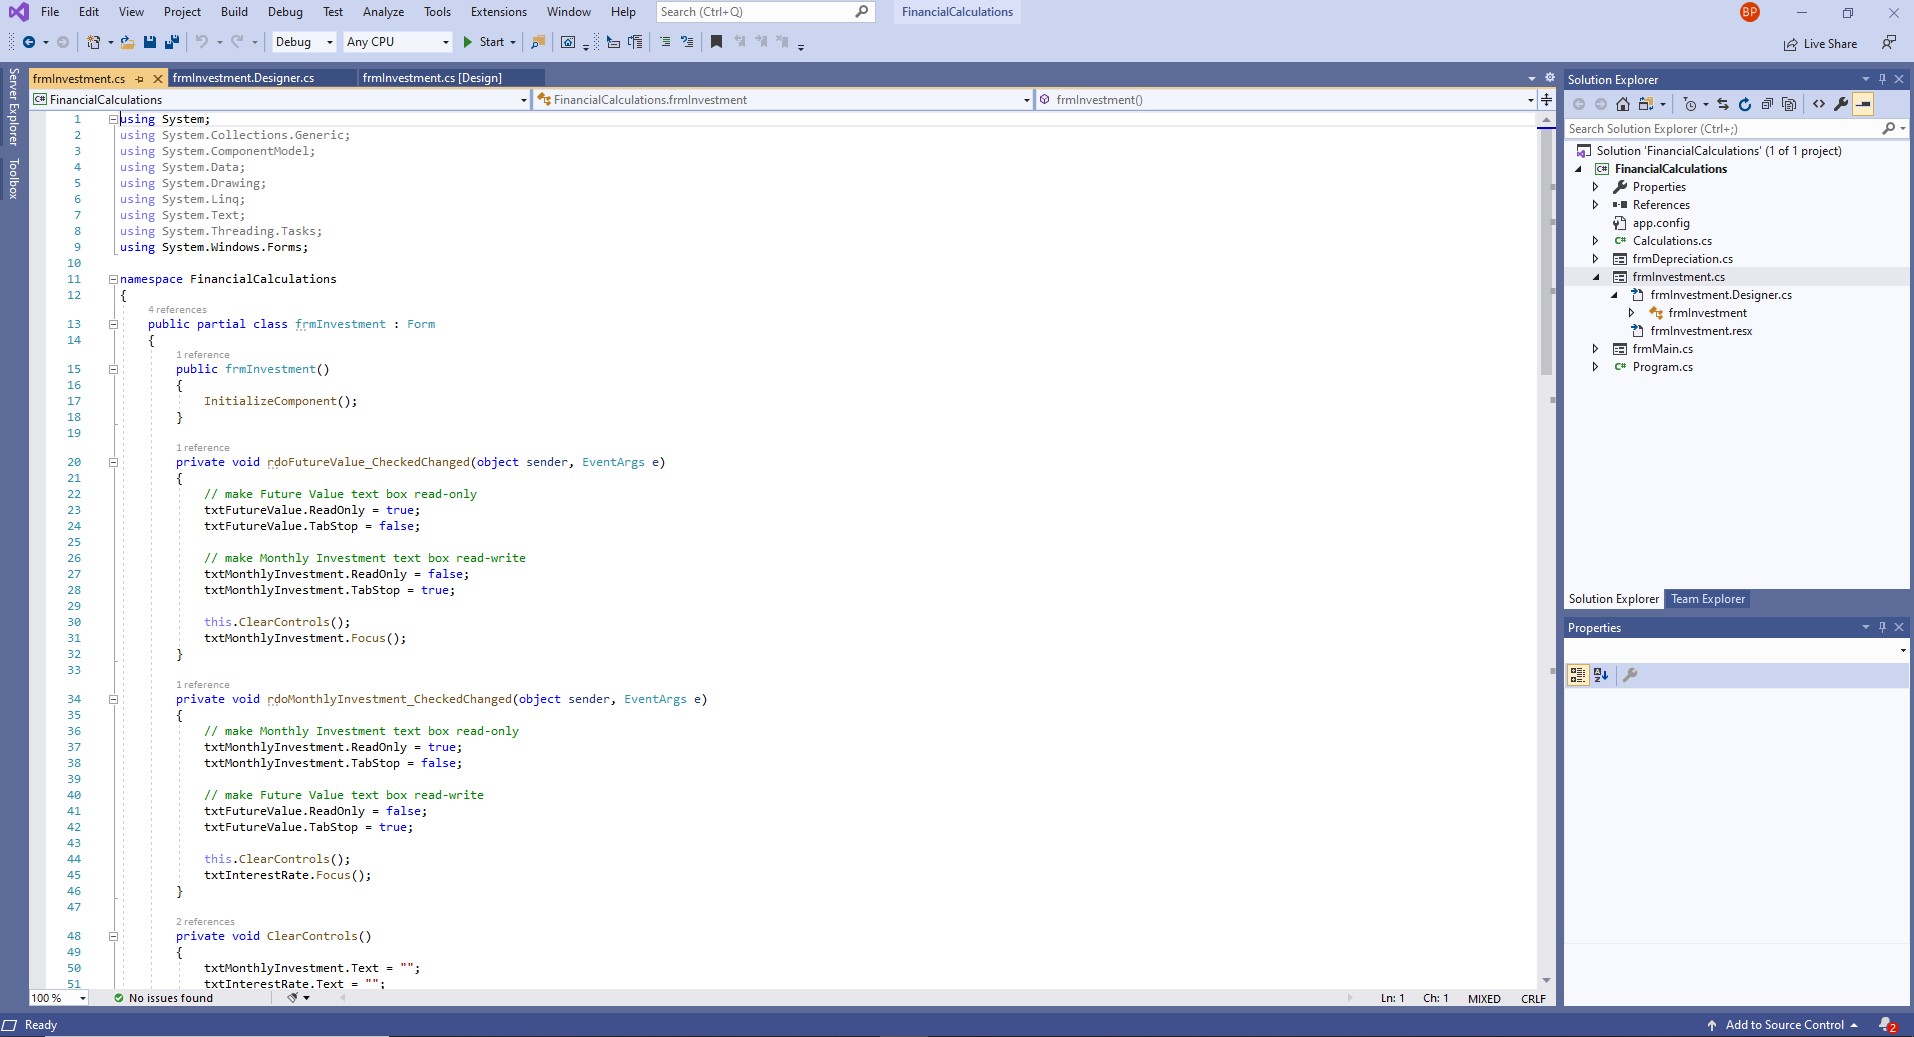 File Edit View Project Build Debug Test Analyze Tools Extensions Window Help Search (Ctrl+Q) FinancialCalculations BP
Debug Any CPU Start Live Share
Server Explorer
Toolbox
frmInvestment.cs frmInvestment.Designer.cs frmInvestment.cs [Design]
C# FinancialCalculations FinancialCalculations.frmInvestment frmInvestment()
1 using System;
2 using System.Collections.Generic;
3 using System.ComponentModel;
4 using System.Data;
5 using System.Drawing;
6 using System.Linq;
7 using System.Text;
8 using System.Threading.Tasks;
9 using System.Windows.Forms;
10
11 namespace FinancialCalculations
12 {
4 references
13 public partial class frmInvestment : Form
14 {
1 reference
15 public frmInvestment()
16 {
17 InitializeComponent();
18 }
19
1 reference
20 private void rdoFutureValue_CheckedChanged(object sender, EventArgs e)
21 {
22 // make Future Value text box read-only
23 txtFutureValue.ReadOnly = true;
24 txtFutureValue.TabStop = false;
25
26 // make Monthly Investment text box read-write
27 txtMonthlyInvestment.ReadOnly = false;
28 txtMonthlyInvestment.TabStop = true;
29
30 this.ClearControls();
31 txtMonthlyInvestment.Focus();
32 }
33
1 reference
34 private void rdoMonthlyInvestment_CheckedChanged(object sender, EventArgs e)
35 {
36 // make Monthly Investment text box read-only
37 txtMonthlyInvestment.ReadOnly = true;
38 txtMonthlyInvestment.TabStop = false;
39
40 // make Future Value text box read-write
41 txtFutureValue.ReadOnly = false;
42 txtFutureValue.TabStop = true;
43
44 this.ClearControls();
45 txtInterestRate.Focus();
46 }
47
2 references
48 private void ClearControls()
49 {
50 txtMonthlyInvestment.Text = "";
51 txtInterestRate.Text = "";
100 % No issues found Ln: 1 Ch: 1 MIXED CRLF
Solution Explorer
Search Solution Explorer (Ctrl+;)
Solution 'FinancialCalculations' (1 of 1 project)
C# FinancialCalculations
Properties
References
app.config
C# Calculations.cs
frmDepreciation.cs
frmInvestment.cs
frmInvestment.Designer.cs
frmInvestment
frmInvestment.resx
frmMain.cs
C# Program.cs
Solution Explorer Team Explorer
Properties
Ready Add to Source Control 2